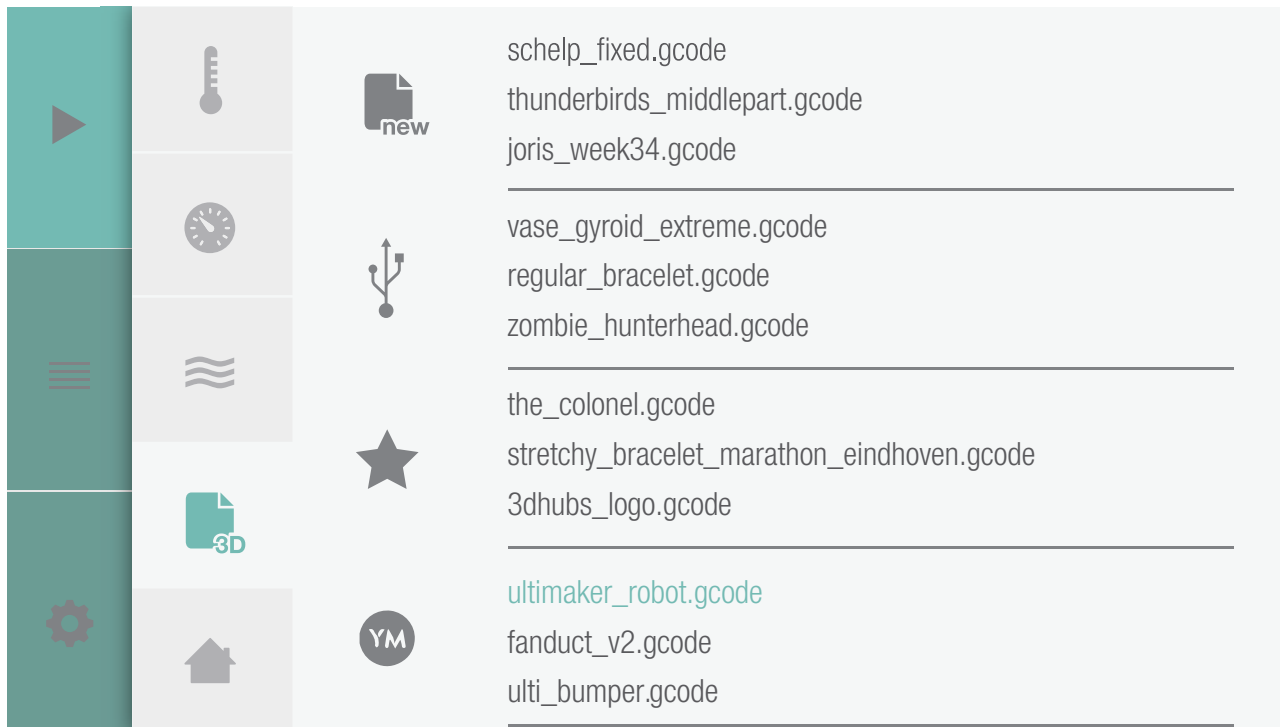 schelp_fixed.gcode
thunderbirds_middlepart.gcode
new
joris_week34.gcode
vase_gyroid_extreme.gcode
regular_bracelet.gcode
zombie_hunterhead.gcode
the_colonel.gcode
stretchy_bracelet_marathon_eindhoven.gcode
3dhubs_logo.gcode
3D
ultimaker_robot.gcode
YM
fanduct_v2.gcode
ulti_bumper.gcode